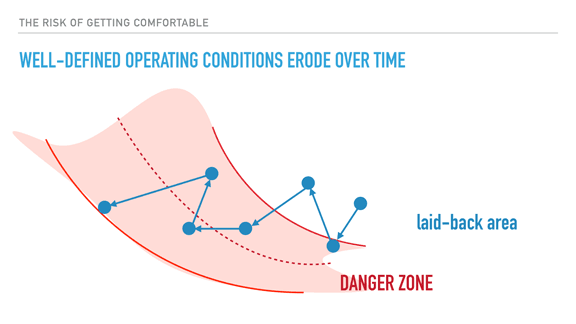 THE RISK OF GETTING COMFORTABLE
WELL-DEFINED OPERATING CONDITIONS ERODE OVER TIME
laid-back area
DANGER ZONE